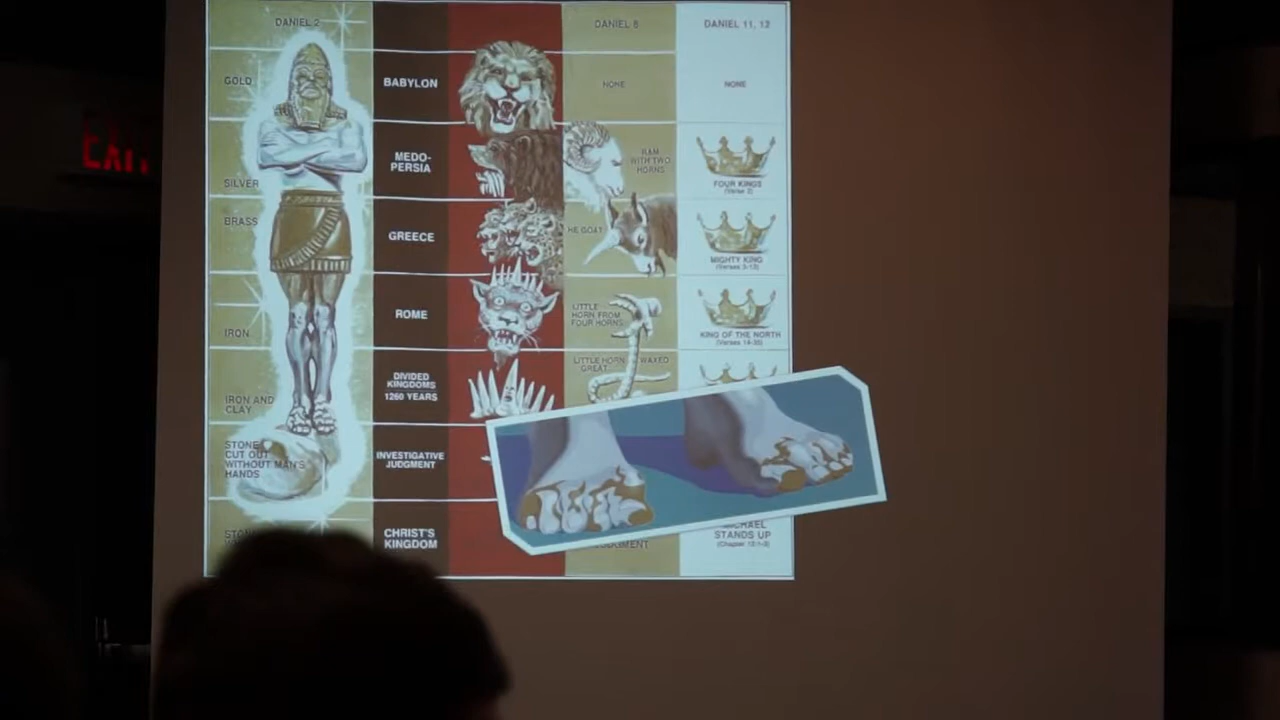 EXIT
DANIEL 2
DANIEL 8
DANIEL 11, 12
GOLD
BABYLON
NONE
NONE
SILVER
MEDO-
PERSIA
RAM
WITH TWO
HORNS
FOUR KINGS
(Verse 2)
BRASS
GREECE
HE GOAT
MIGHTY KING
IRON
ROME
LITTLE
HORN FROM
FOUR HORNS
KING OF THE NORTH
IRON AND
CLAY
DIVIDED
KINGDOMS
1260 YEARS
LITTLE HORN WAXED
GREAT
STONE
CUT OUT
WITHOUT MAN'S
HANDS
INVESTIGATIVE
JUDGMENT
CHRIST'S
KINGDOM
MICHAEL
STANDS UP